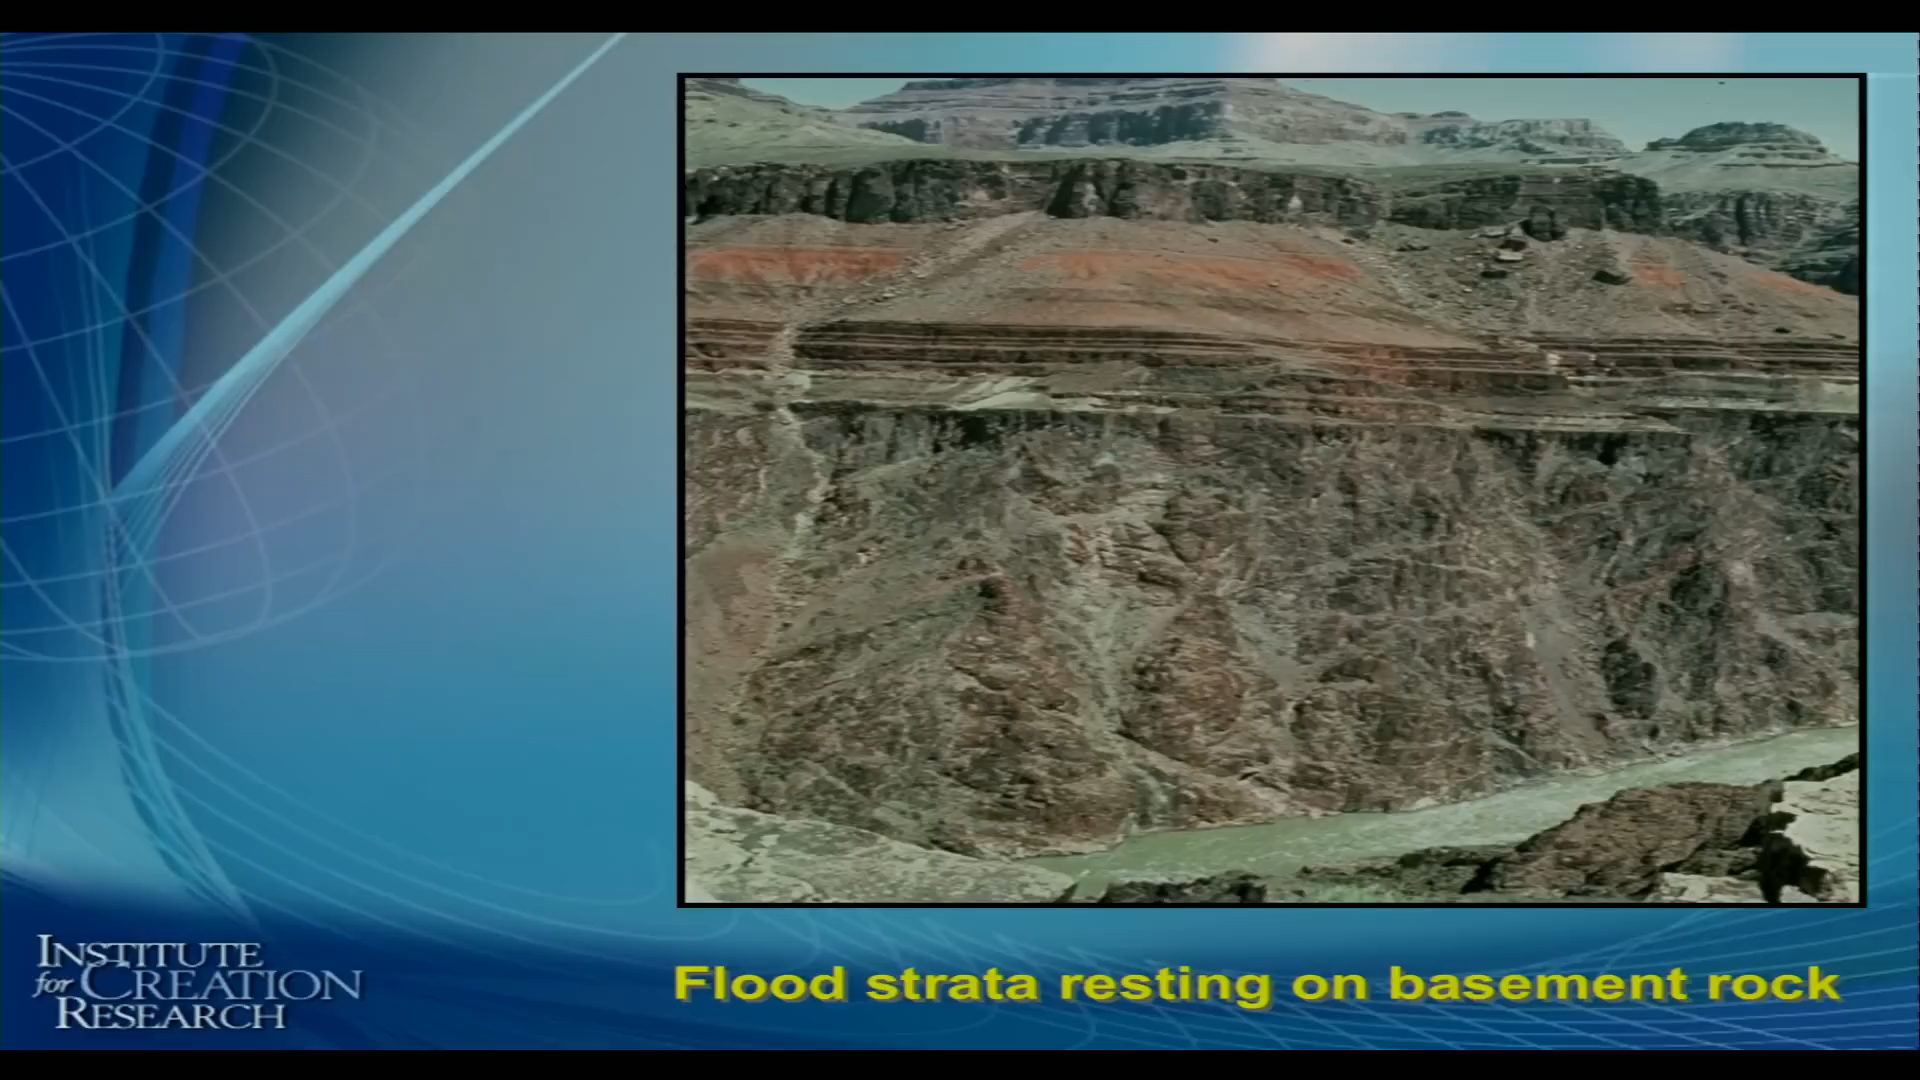 Flood strata resting on basement rock
INSTITUTE
for CREATION
RESEARCH